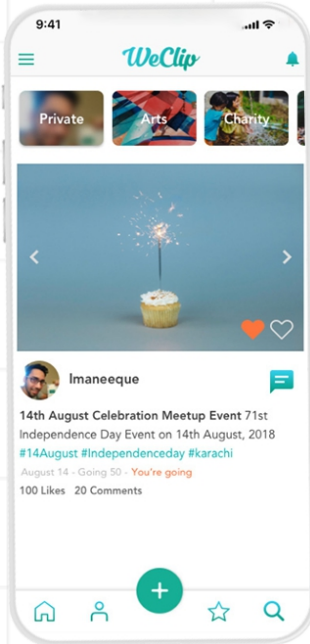 9:41
WeClip
Private
Arts
Charity
Imaneeque
14th August Celebration Meetup Event 71st
Independence Day Event on 14th August, 2018
#14August #Independenceday #karachi
August 14 - Going 50 - You're going
100 Likes 20 Comments